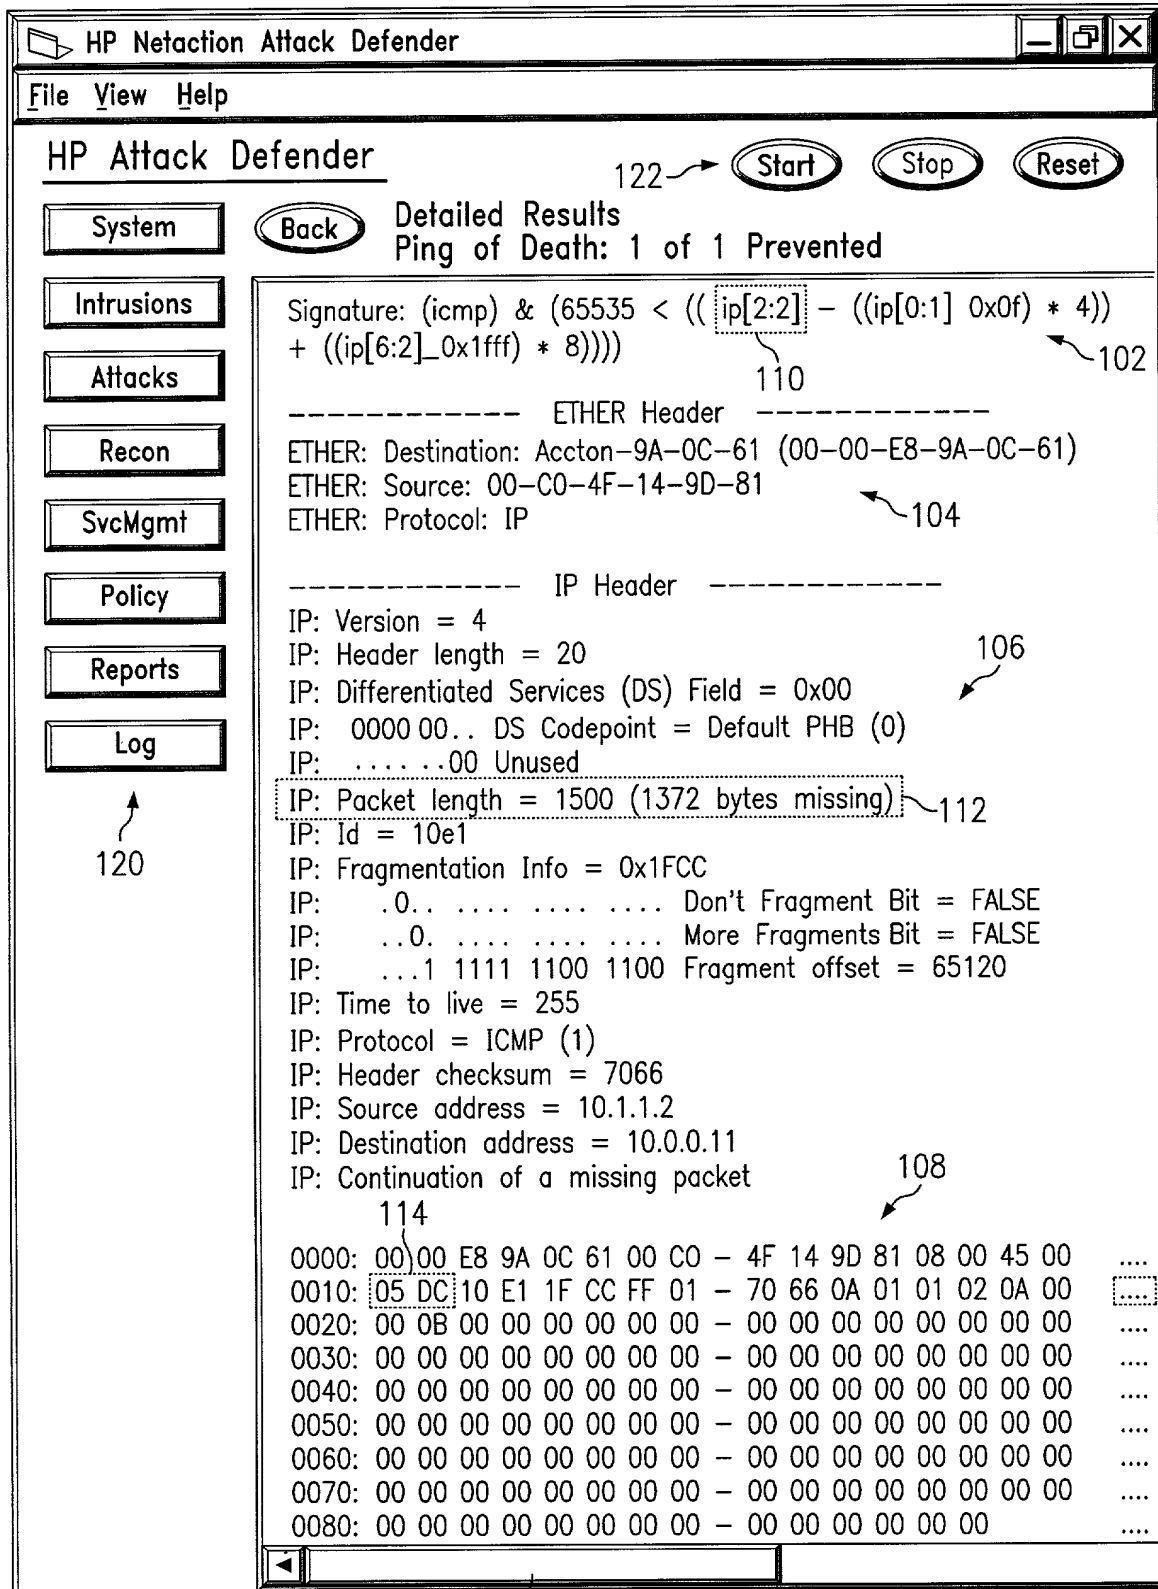 HP Netaction Attack Defender
File View Help
HP Attack Defender
122 Start Stop Reset
System
Back
Detailed Results
Ping of Death: 1 of 1 Prevented
Intrusions
Attacks
Recon
SvcMgmt
Policy
Reports
Log
120
Signature: (icmp) & (65535 < (( ip[2:2] – ((ip[0:1] 0x0f) * 4))
+ ((ip[6:2]_0x1fff) * 8))))
102
110
------------ ETHER Header ------------
ETHER: Destination: Accton–9A–0C–61 (00–00–E8–9A–0C–61)
ETHER: Source: 00–C0–4F–14–9D–81
104
ETHER: Protocol: IP
------------ IP Header ------------
IP: Version = 4
IP: Header length = 20
106
IP: Differentiated Services (DS) Field = 0x00
IP: 0000 00.. DS Codepoint = Default PHB (0)
IP: ......00 Unused
IP: Packet length = 1500 (1372 bytes missing)
112
IP: Id = 10e1
IP: Fragmentation Info = 0x1FCC
IP: .0.. .... .... .... Don't Fragment Bit = FALSE
IP: ..0. .... .... .... More Fragments Bit = FALSE
IP: ...1 1111 1100 1100 Fragment offset = 65120
IP: Time to live = 255
IP: Protocol = ICMP (1)
IP: Header checksum = 7066
IP: Source address = 10.1.1.2
IP: Destination address = 10.0.0.11
IP: Continuation of a missing packet
108
114
0000: 00 00 E8 9A 0C 61 00 C0 – 4F 14 9D 81 08 00 45 00 ....
0010: 05 DC 10 E1 1F CC FF 01 – 70 66 0A 01 01 02 0A 00 ....
0020: 00 0B 00 00 00 00 00 00 – 00 00 00 00 00 00 00 00 ....
0030: 00 00 00 00 00 00 00 00 – 00 00 00 00 00 00 00 00 ....
0040: 00 00 00 00 00 00 00 00 – 00 00 00 00 00 00 00 00 ....
0050: 00 00 00 00 00 00 00 00 – 00 00 00 00 00 00 00 00 ....
0060: 00 00 00 00 00 00 00 00 – 00 00 00 00 00 00 00 00 ....
0070: 00 00 00 00 00 00 00 00 – 00 00 00 00 00 00 00 00 ....
0080: 00 00 00 00 00 00 00 00 – 00 00 00 00 00 00 ....